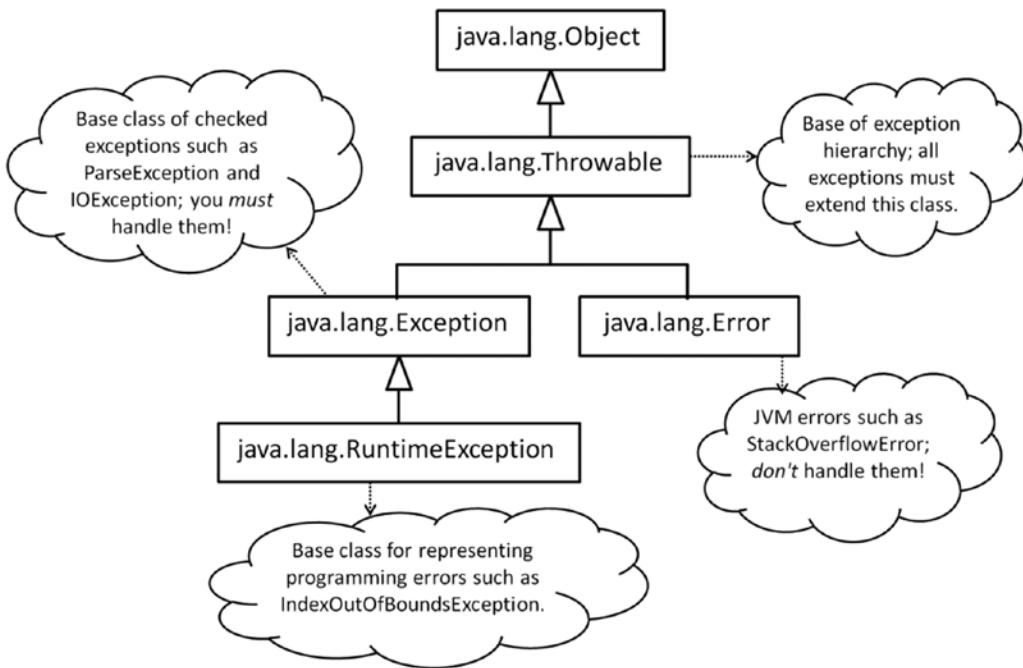 java.lang.Object
Base class of checked
exceptions such as
ParseException and
IOException; you must
handle them!
java.lang.Throwable
Base of exception
hierarchy; all
exceptions must
extend this class.
java.lang.Exception
java.lang.Error
JVM errors such as
StackOverflowError;
don't handle them!
java.lang.RuntimeException
Base class for representing
programming errors such as
IndexOutOfBoundsException.